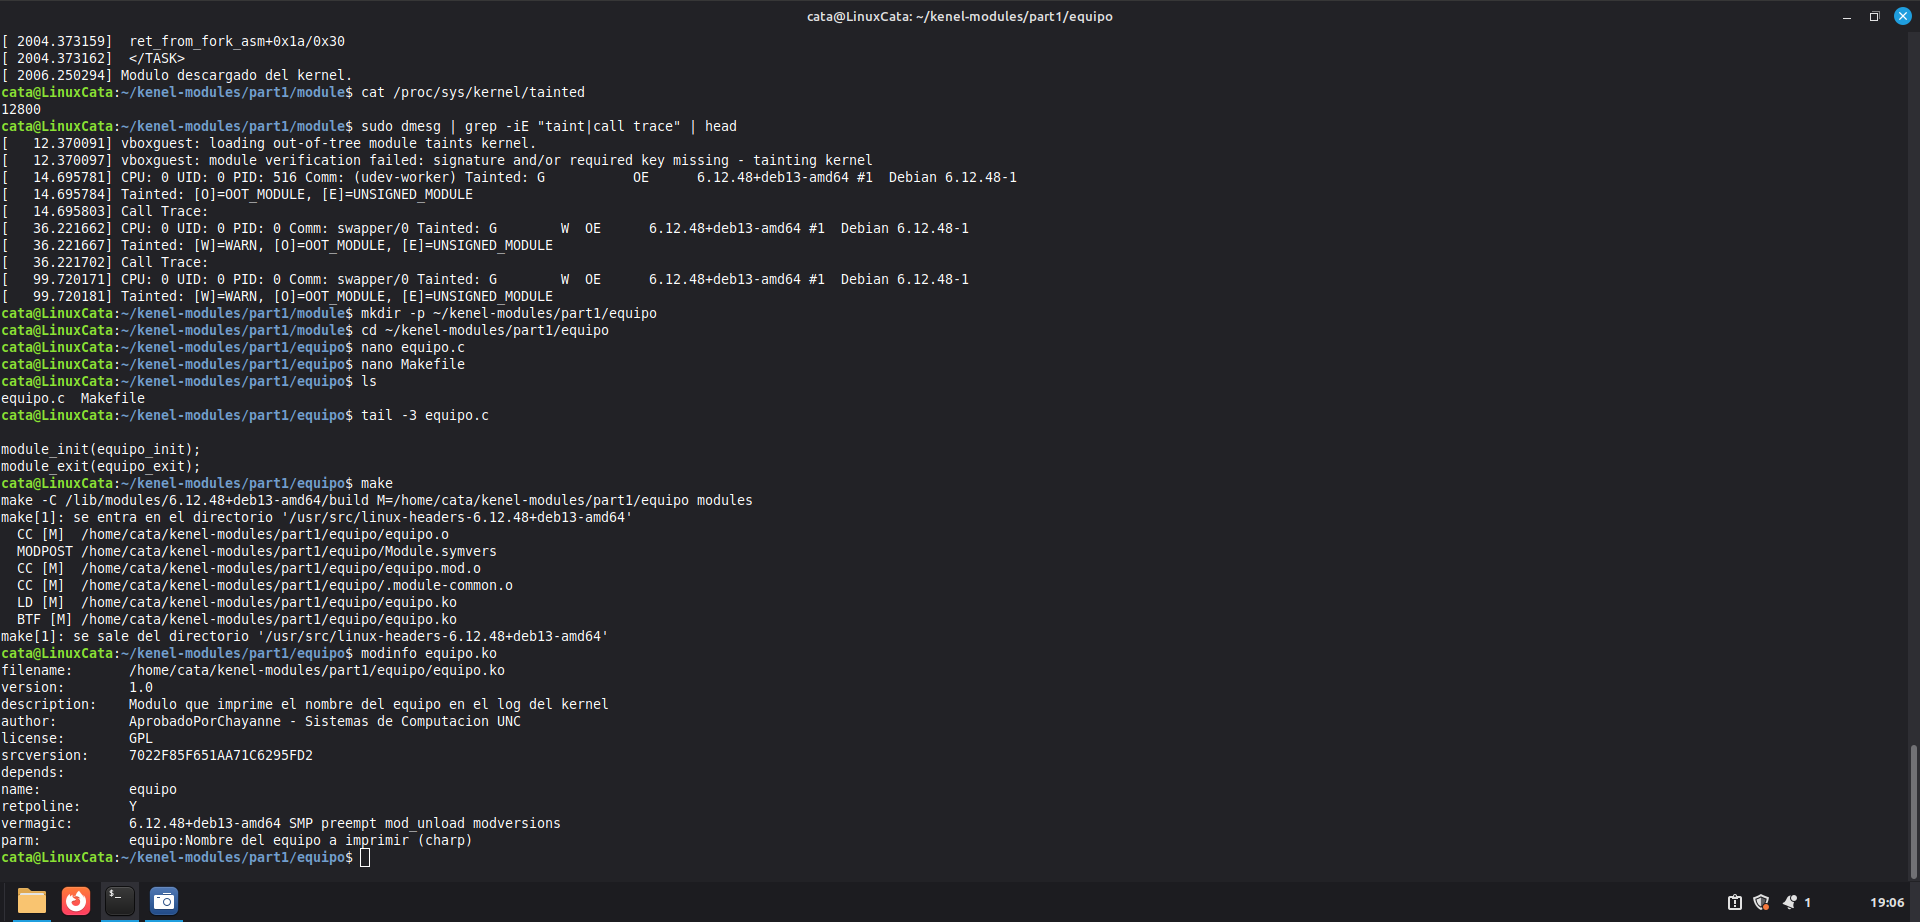 cata@LinuxCata: ~/kenel-modules/part1/equipo
[ 2004.373159]  ret_from_fork_asm+0x1a/0x30
[ 2004.373162]  </TASK>
[ 2006.250294] Modulo descargado del kernel.
cata@LinuxCata:~/kenel-modules/part1/module$ cat /proc/sys/kernel/tainted
12800
cata@LinuxCata:~/kenel-modules/part1/module$ sudo dmesg | grep -iE "taint|call trace" | head
[   12.370091] vboxguest: loading out-of-tree module taints kernel.
[   12.370097] vboxguest: module verification failed: signature and/or required key missing - tainting kernel
[   14.695781] CPU: 0 UID: 0 PID: 516 Comm: (udev-worker) Tainted: G           OE      6.12.48+deb13-amd64 #1  Debian 6.12.48-1
[   14.695784] Tainted: [O]=OOT_MODULE, [E]=UNSIGNED_MODULE
[   14.695803] Call Trace:
[   36.221662] CPU: 0 UID: 0 PID: 0 Comm: swapper/0 Tainted: G        W  OE      6.12.48+deb13-amd64 #1  Debian 6.12.48-1
[   36.221667] Tainted: [W]=WARN, [O]=OOT_MODULE, [E]=UNSIGNED_MODULE
[   36.221702] Call Trace:
[   99.720171] CPU: 0 UID: 0 PID: 0 Comm: swapper/0 Tainted: G        W  OE      6.12.48+deb13-amd64 #1  Debian 6.12.48-1
[   99.720181] Tainted: [W]=WARN, [O]=OOT_MODULE, [E]=UNSIGNED_MODULE
cata@LinuxCata:~/kenel-modules/part1/module$ mkdir -p ~/kenel-modules/part1/equipo
cata@LinuxCata:~/kenel-modules/part1/module$ cd ~/kenel-modules/part1/equipo
cata@LinuxCata:~/kenel-modules/part1/equipo$ nano equipo.c
cata@LinuxCata:~/kenel-modules/part1/equipo$ nano Makefile
cata@LinuxCata:~/kenel-modules/part1/equipo$ ls
equipo.c  Makefile
cata@LinuxCata:~/kenel-modules/part1/equipo$ tail -3 equipo.c
module_init(equipo_init);
module_exit(equipo_exit);
cata@LinuxCata:~/kenel-modules/part1/equipo$ make
make -C /lib/modules/6.12.48+deb13-amd64/build M=/home/cata/kenel-modules/part1/equipo modules
make[1]: se entra en el directorio '/usr/src/linux-headers-6.12.48+deb13-amd64'
  CC [M]  /home/cata/kenel-modules/part1/equipo/equipo.o
  MODPOST /home/cata/kenel-modules/part1/equipo/Module.symvers
  CC [M]  /home/cata/kenel-modules/part1/equipo/equipo.mod.o
  CC [M]  /home/cata/kenel-modules/part1/equipo/.module-common.o
  LD [M]  /home/cata/kenel-modules/part1/equipo/equipo.ko
  BTF [M] /home/cata/kenel-modules/part1/equipo/equipo.ko
make[1]: se sale del directorio '/usr/src/linux-headers-6.12.48+deb13-amd64'
cata@LinuxCata:~/kenel-modules/part1/equipo$ modinfo equipo.ko
filename:       /home/cata/kenel-modules/part1/equipo/equipo.ko
version:        1.0
description:    Modulo que imprime el nombre del equipo en el log del kernel
author:         AprobadoPorChayanne - Sistemas de Computacion UNC
license:        GPL
srcversion:     7022F85F651AA71C6295FD2
depends:
name:           equipo
retpoline:      Y
vermagic:       6.12.48+deb13-amd64 SMP preempt mod_unload modversions
parm:           equipo:Nombre del equipo a imprimir (charp)
cata@LinuxCata:~/kenel-modules/part1/equipo$
$_
1
19:06